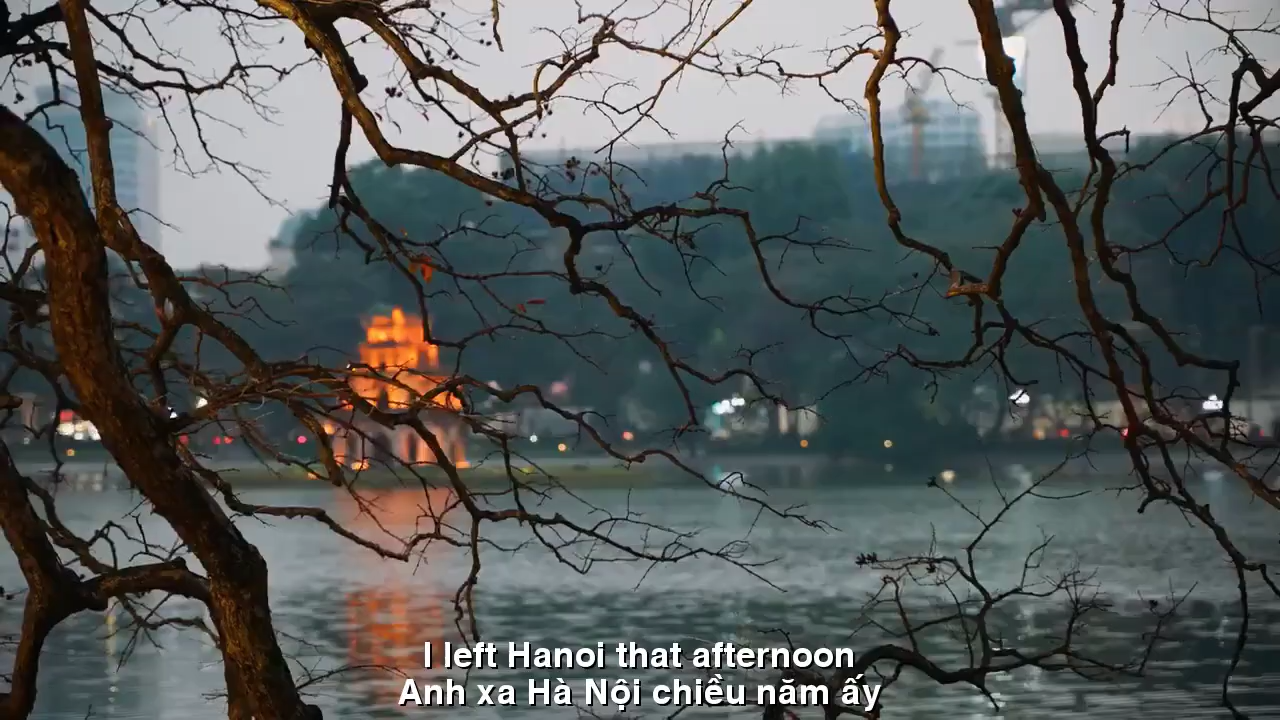 I left Hanoi that afternoon
Anh xa Hà Nội chiều năm ấy